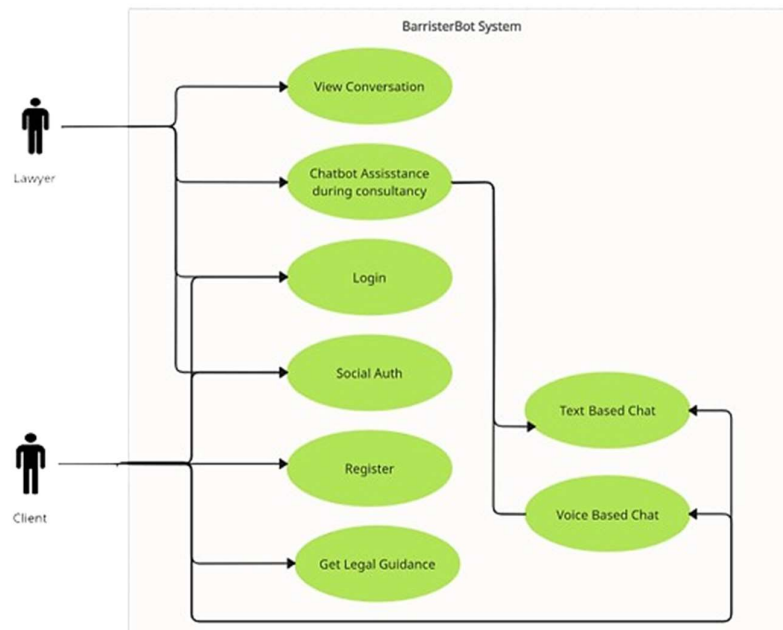 BarristerBot System
View Conversation
Lawyer
Chatbot Assisstance
during consultancy
Login
Social Auth
Text Based Chat
Client
Register
Voice Based Chat
Get Legal Guidance